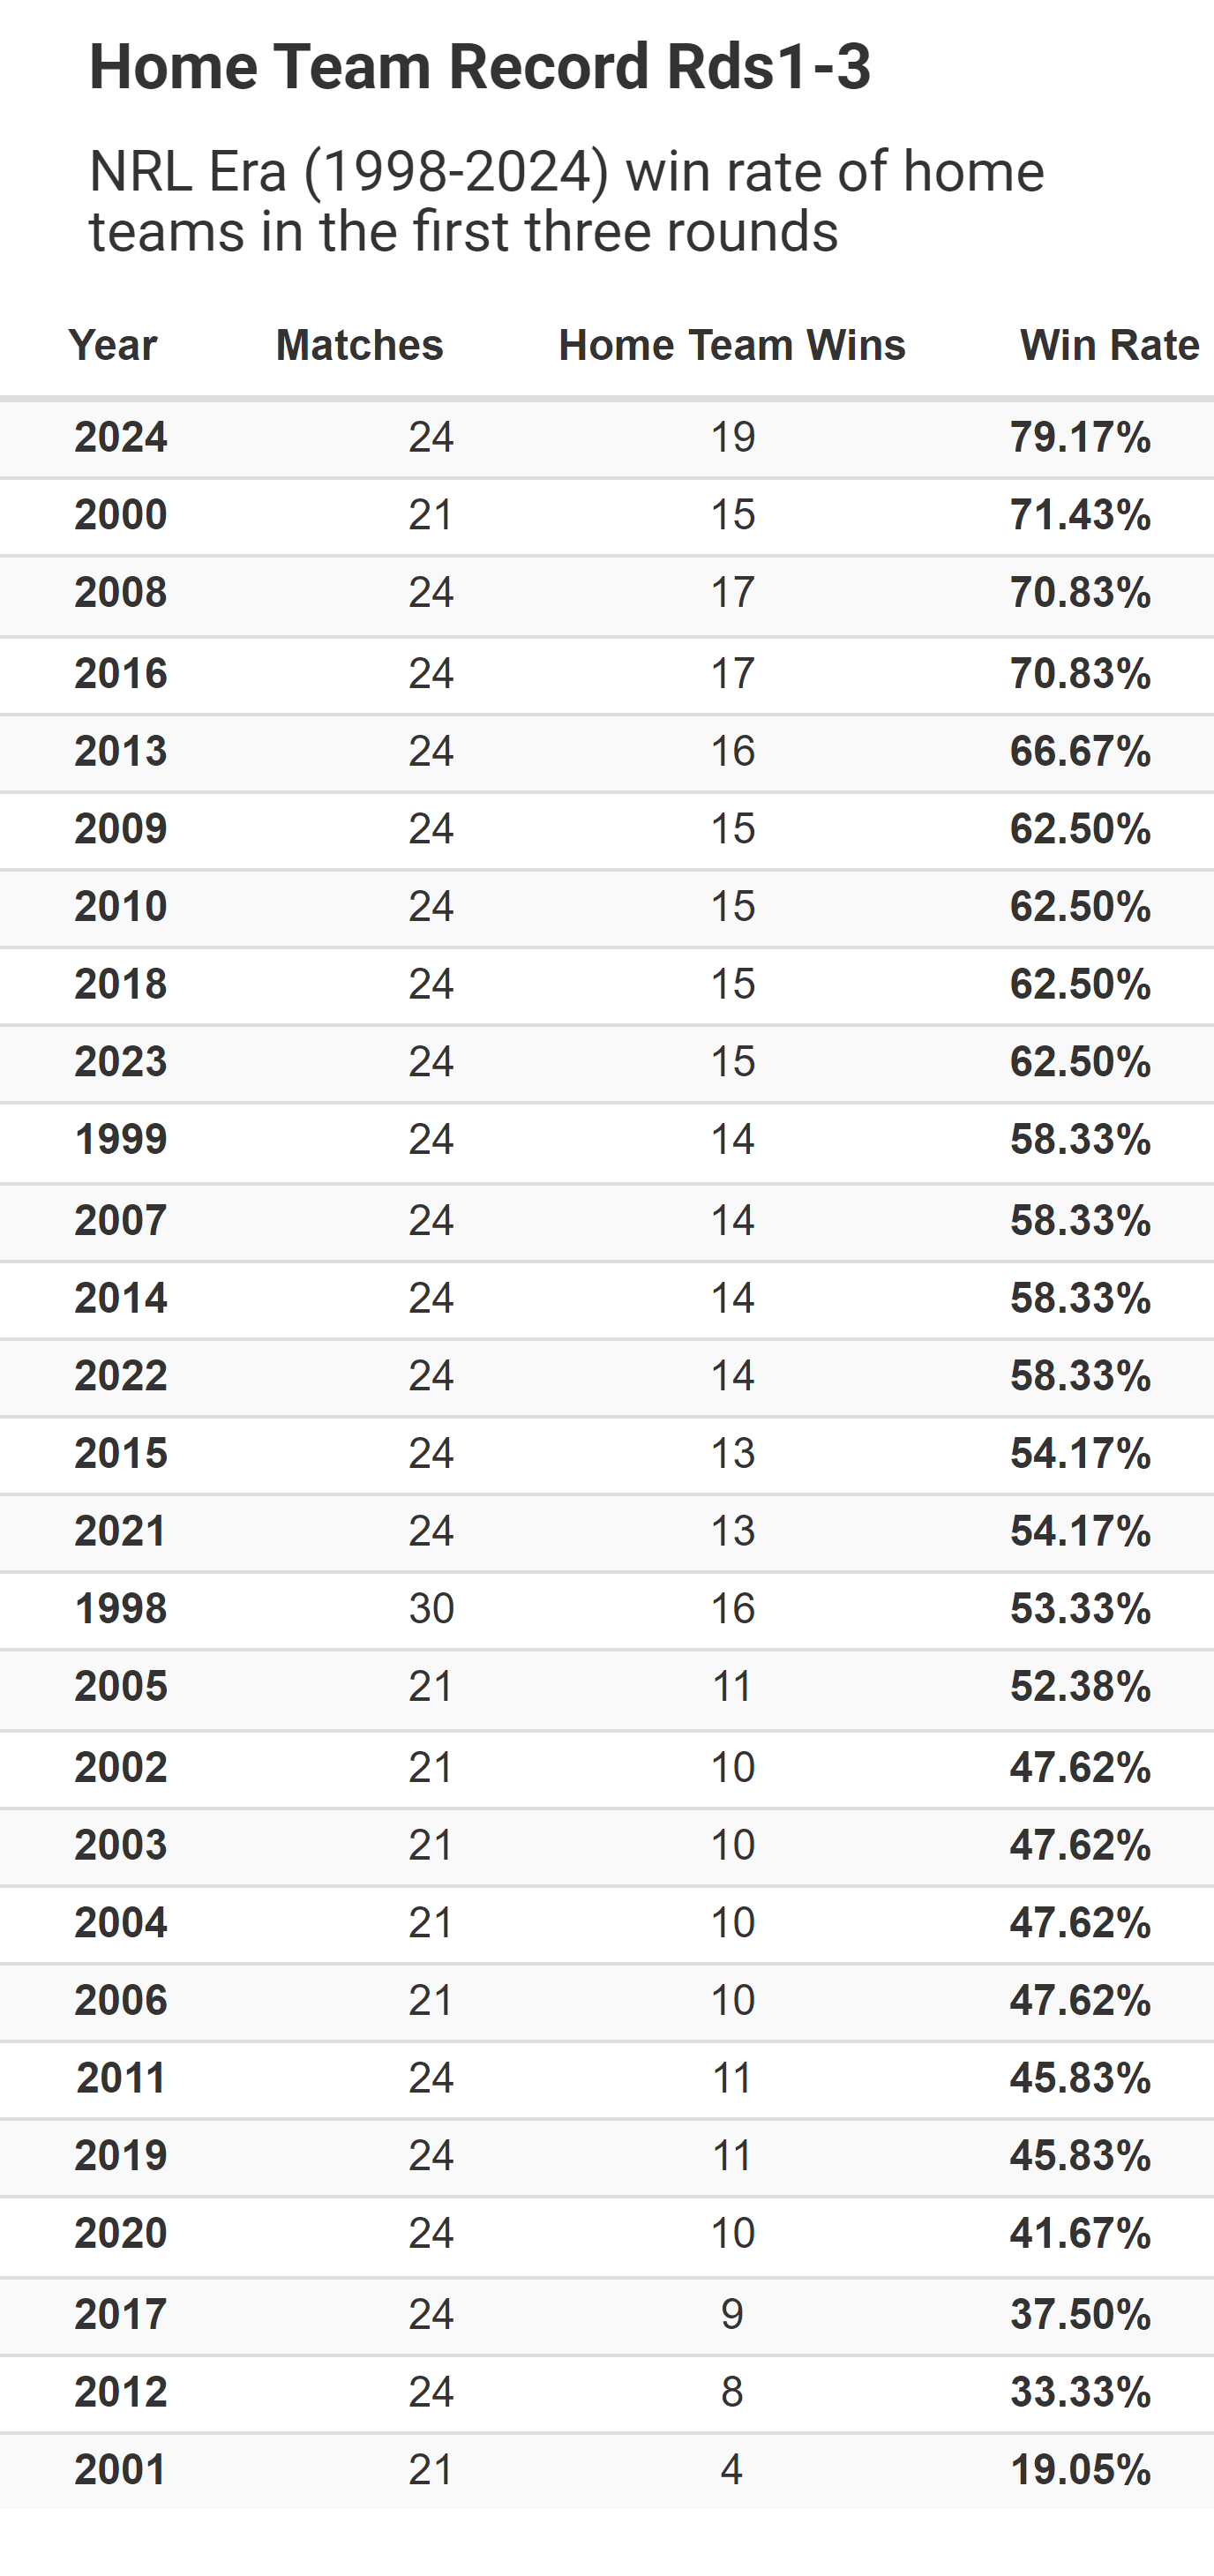 Home Team Record Rds1-3
NRL Era (1998-2024) win rate of home
teams in the first three rounds
Year Matches Home Team Wins Win Rate
2024 24 19 79.17%
2000 21 15 71.43%
2008 24 17 70.83%
2016 24 17 70.83%
2013 24 16 66.67%
2009 24 15 62.50%
2010 24 15 62.50%
2018 24 15 62.50%
2023 24 15 62.50%
1999 24 14 58.33%
2007 24 14 58.33%
2014 24 14 58.33%
2022 24 14 58.33%
2015 24 13 54.17%
2021 24 13 54.17%
1998 30 16 53.33%
2005 21 11 52.38%
2002 21 10 47.62%
2003 21 10 47.62%
2004 21 10 47.62%
2006 21 10 47.62%
2011 24 11 45.83%
2019 24 11 45.83%
2020 24 10 41.67%
2017 24 9 37.50%
2012 24 8 33.33%
2001 21 4 19.05%